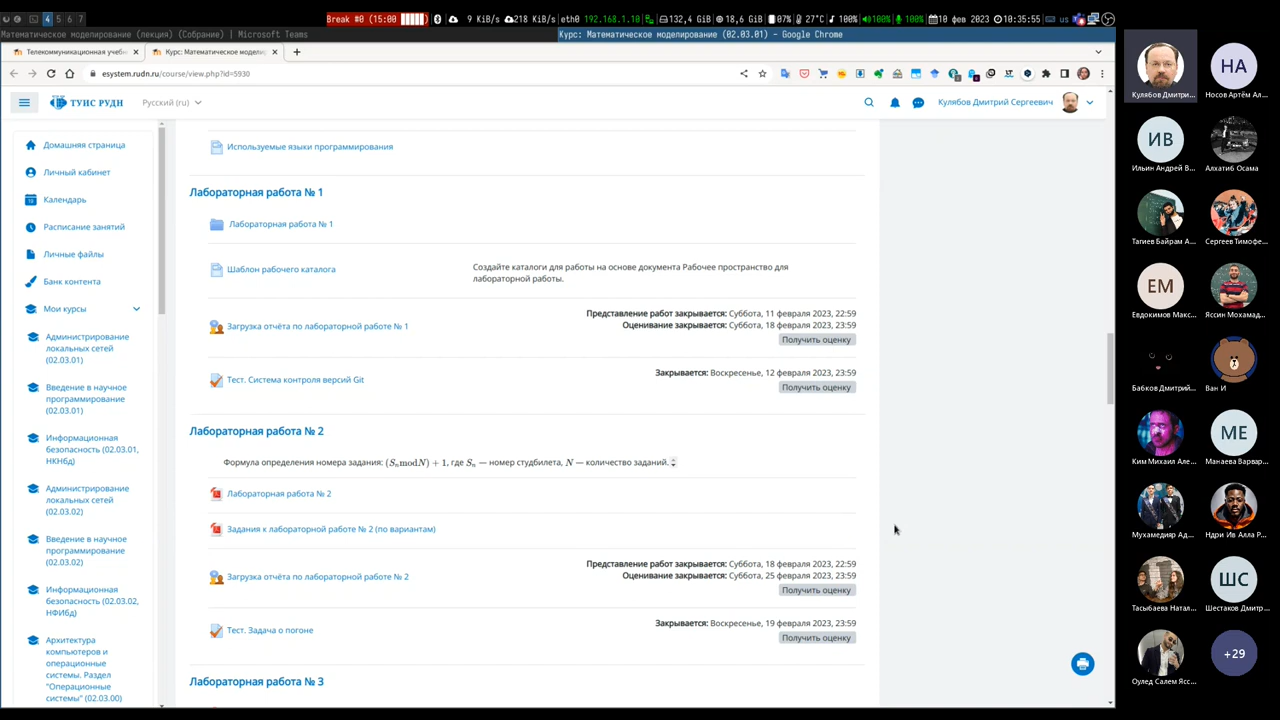 4 5 6 7 Break #0 (15:00 9 KiB/s 218 KiB/s eth0 192.168.1.10 132,4 GiB 18,6 GiB 07% 27°C 100% 100% 100% 10 фев 2023 10:35:55 us
Математическое моделирование (лекция) (Собрание) | Microsoft Teams
Курс: Математическое моделирование (02.03.01) – Google Chrome
Телекоммуникационная учебн
Курс: Математическое моделир
esystem.rudn.ru/course/view.php?id=5930
ТУИС РУДН
Русский (ru)
Кулябов Дмитрий Сергеевич
Домашняя страница
Личный кабинет
Календарь
Расписание занятий
Личные файлы
Банк контента
Мои курсы
Администрирование
локальных сетей
(02.03.01)
Введение в научное
программирование
(02.03.01)
Информационная
безопасность (02.03.01,
НКНбд)
Администрирование
локальных сетей
(02.03.02)
Введение в научное
программирование
(02.03.02)
Информационная
безопасность (02.03.02,
НФИбд)
Архитектура
компьютеров и
операционные
системы. Раздел
"Операционные
системы" (02.03.00)
Используемые языки программирования
Лабораторная работа № 1
Лабораторная работа № 1
Шаблон рабочего каталога
Создайте каталоги для работы на основе документа Рабочее пространство для
лабораторной работы.
Загрузка отчёта по лабораторной работе № 1
Представление работ закрывается: Суббота, 11 февраля 2023, 22:59
Оценивание закрывается: Суббота, 18 февраля 2023, 23:59
Получить оценку
Тест. Система контроля версий Git
Закрывается: Воскресенье, 12 февраля 2023, 23:59
Получить оценку
Лабораторная работа № 2
Формула определения номера задания: (SnmodN) + 1, где Sn — номер студбилета, N — количество заданий.
Лабораторная работа № 2
Задания к лабораторной работе № 2 (по вариантам)
Загрузка отчёта по лабораторной работе № 2
Представление работ закрывается: Суббота, 18 февраля 2023, 22:59
Оценивание закрывается: Суббота, 25 февраля 2023, 23:59
Получить оценку
Тест. Задача о погоне
Закрывается: Воскресенье, 19 февраля 2023, 23:59
Получить оценку
Лабораторная работа № 3
НА
Кулябов Дмитри...
Носов Артём Ал...
ИВ
Ильин Андрей В...
Алхатиб Осама
Тагиев Байрам А...
Сергеев Тимофе...
ЕМ
Евдокимов Макс...
Яссин Мохамад...
Бабков Дмитрий...
Ван И
МЕ
Ким Михаил Але...
Манаева Варвар...
Мухамедияр Ад...
Ндри Ив Алла Р...
ШС
Тасыбаева Натал...
Шестаков Дмитр...
+29
Оулед Салем Ясс...